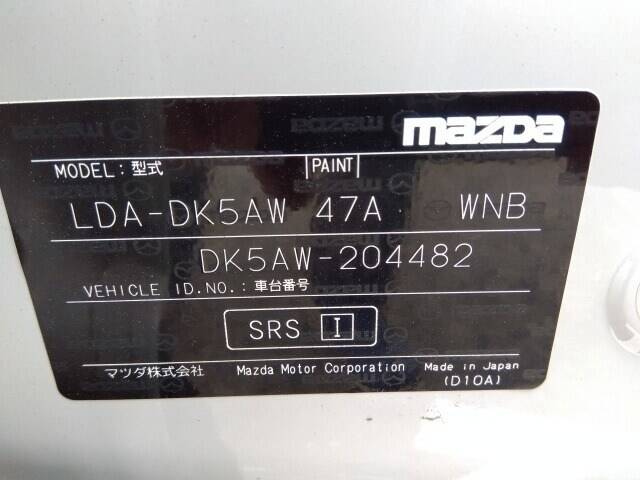 mazda
MODEL: 型式 PAINT
LDA-DK5AW 47A WNB
DK5AW-204482
VEHICLE ID.NO.: 車台番号
SRS I
マツダ株式会社 Mazda Motor Corporation Made in Japan
(D10A)